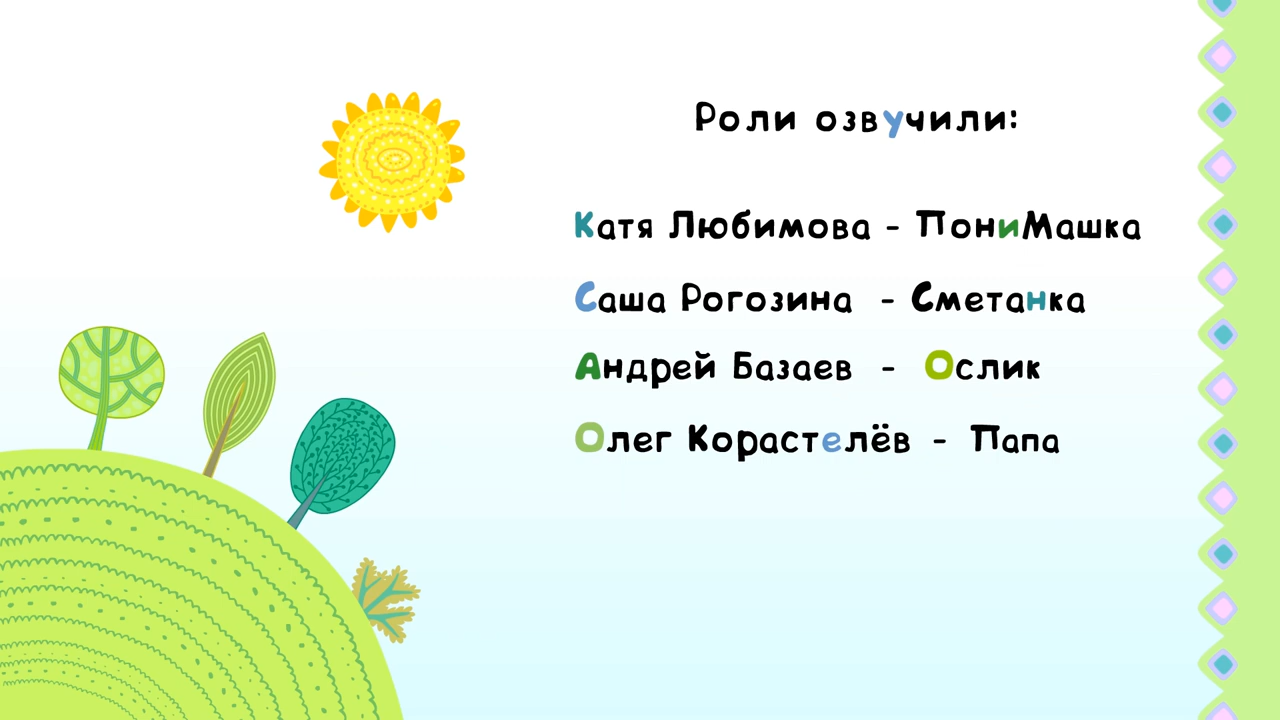 Роли озвучили:
Катя Любимова - ПониМашка
Саша Рогозина - Сметанка
Андрей Базаев - Ослик
Олег Корастелёв - Папа